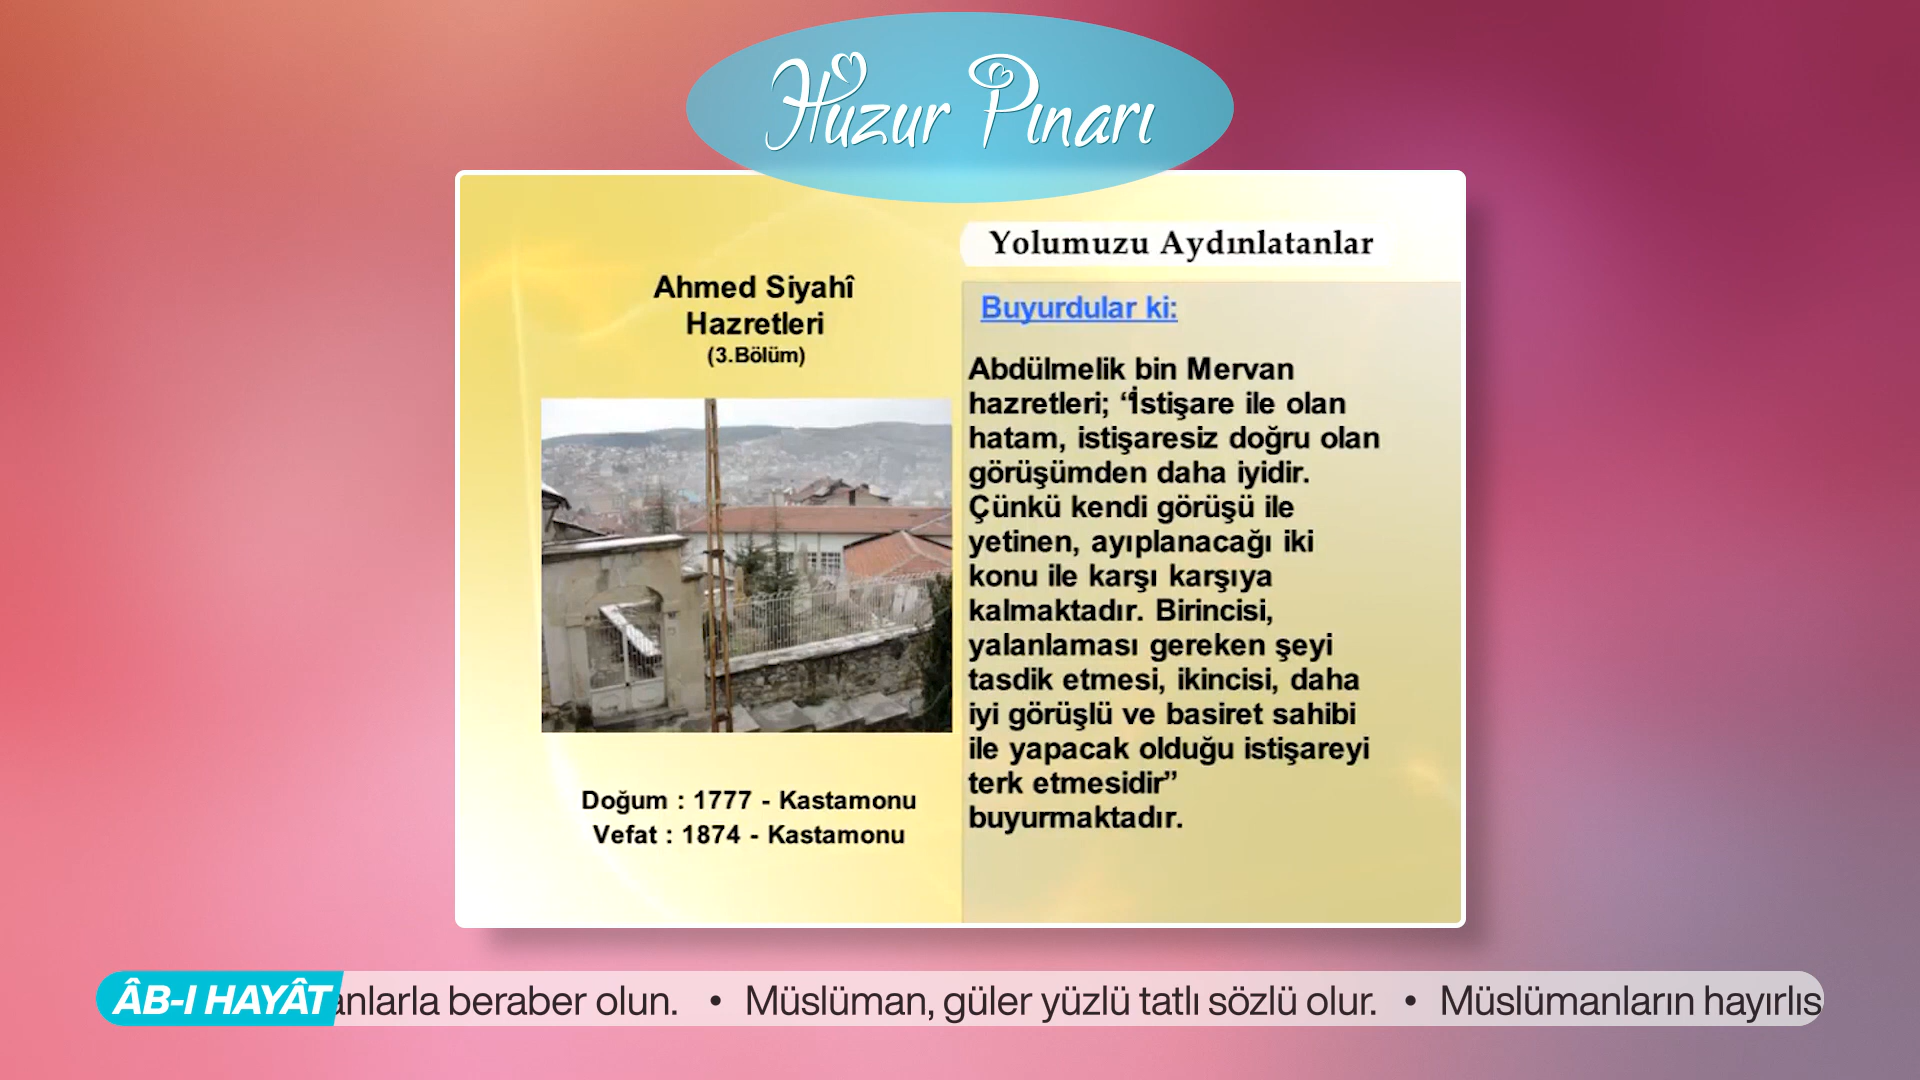 Huzur Pınarı
Yolumuzu Aydınlatanlar
Ahmed Siyahî
Hazretleri
(3.Bölüm)
Doğum : 1777 - Kastamonu
Vefat : 1874 - Kastamonu
Buyurdular ki:
Abdülmelik bin Mervan
hazretleri; “İstişare ile olan
hatam, istişaresiz doğru olan
görüşümden daha iyidir.
Çünkü kendi görüşü ile
yetinen, ayıplanacağı iki
konu ile karşı karşıya
kalmaktadır. Birincisi,
yalanlaması gereken şeyi
tasdik etmesi, ikincisi, daha
iyi görüşlü ve basiret sahibi
ile yapacak olduğu istişareyi
terk etmesidir”
buyurmaktadır.
ÂB-I HAYÂT anlarla beraber olun. • Müslüman, güler yüzlü tatlı sözlü olur. • Müslümanların hayırlıs